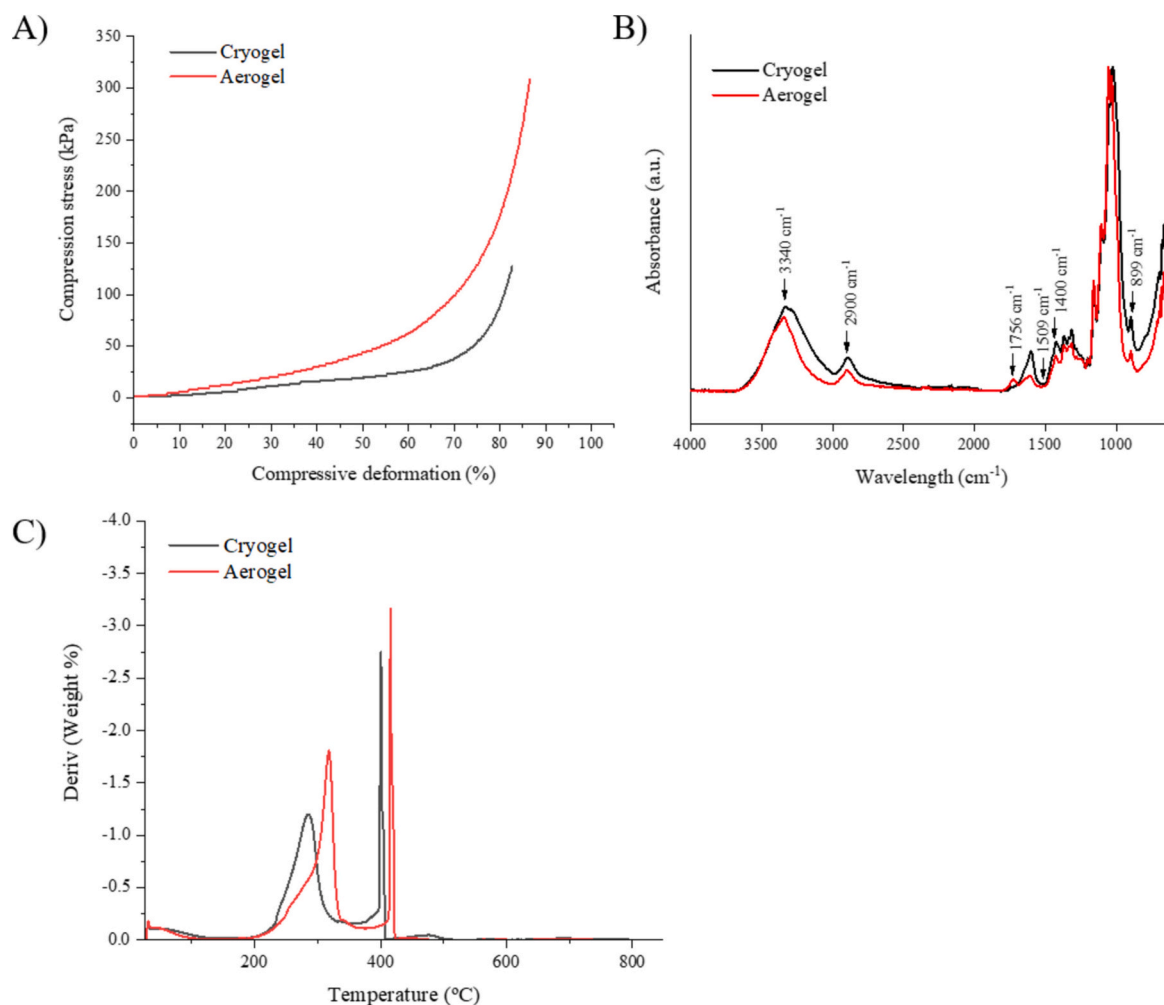 A)
350
300
250
200
150
100
50
0
Compression stress (kPa)
Cryogel
Aerogel
0 10 20 30 40 50 60 70 80 90 100
Compressive deformation (%)
B)
Absorbance (a.u.)
Cryogel
Aerogel
3340 cm⁻¹
2900 cm⁻¹
1756 cm⁻¹
1509 cm⁻¹
1400 cm⁻¹
899 cm⁻¹
4000 3500 3000 2500 2000 1500 1000
Wavelength (cm⁻¹)
C)
-4.0
-3.5
-3.0
-2.5
-2.0
-1.5
-1.0
-0.5
0.0
Deriv (Weight %)
Cryogel
Aerogel
200 400 600 800
Temperature (ºC)